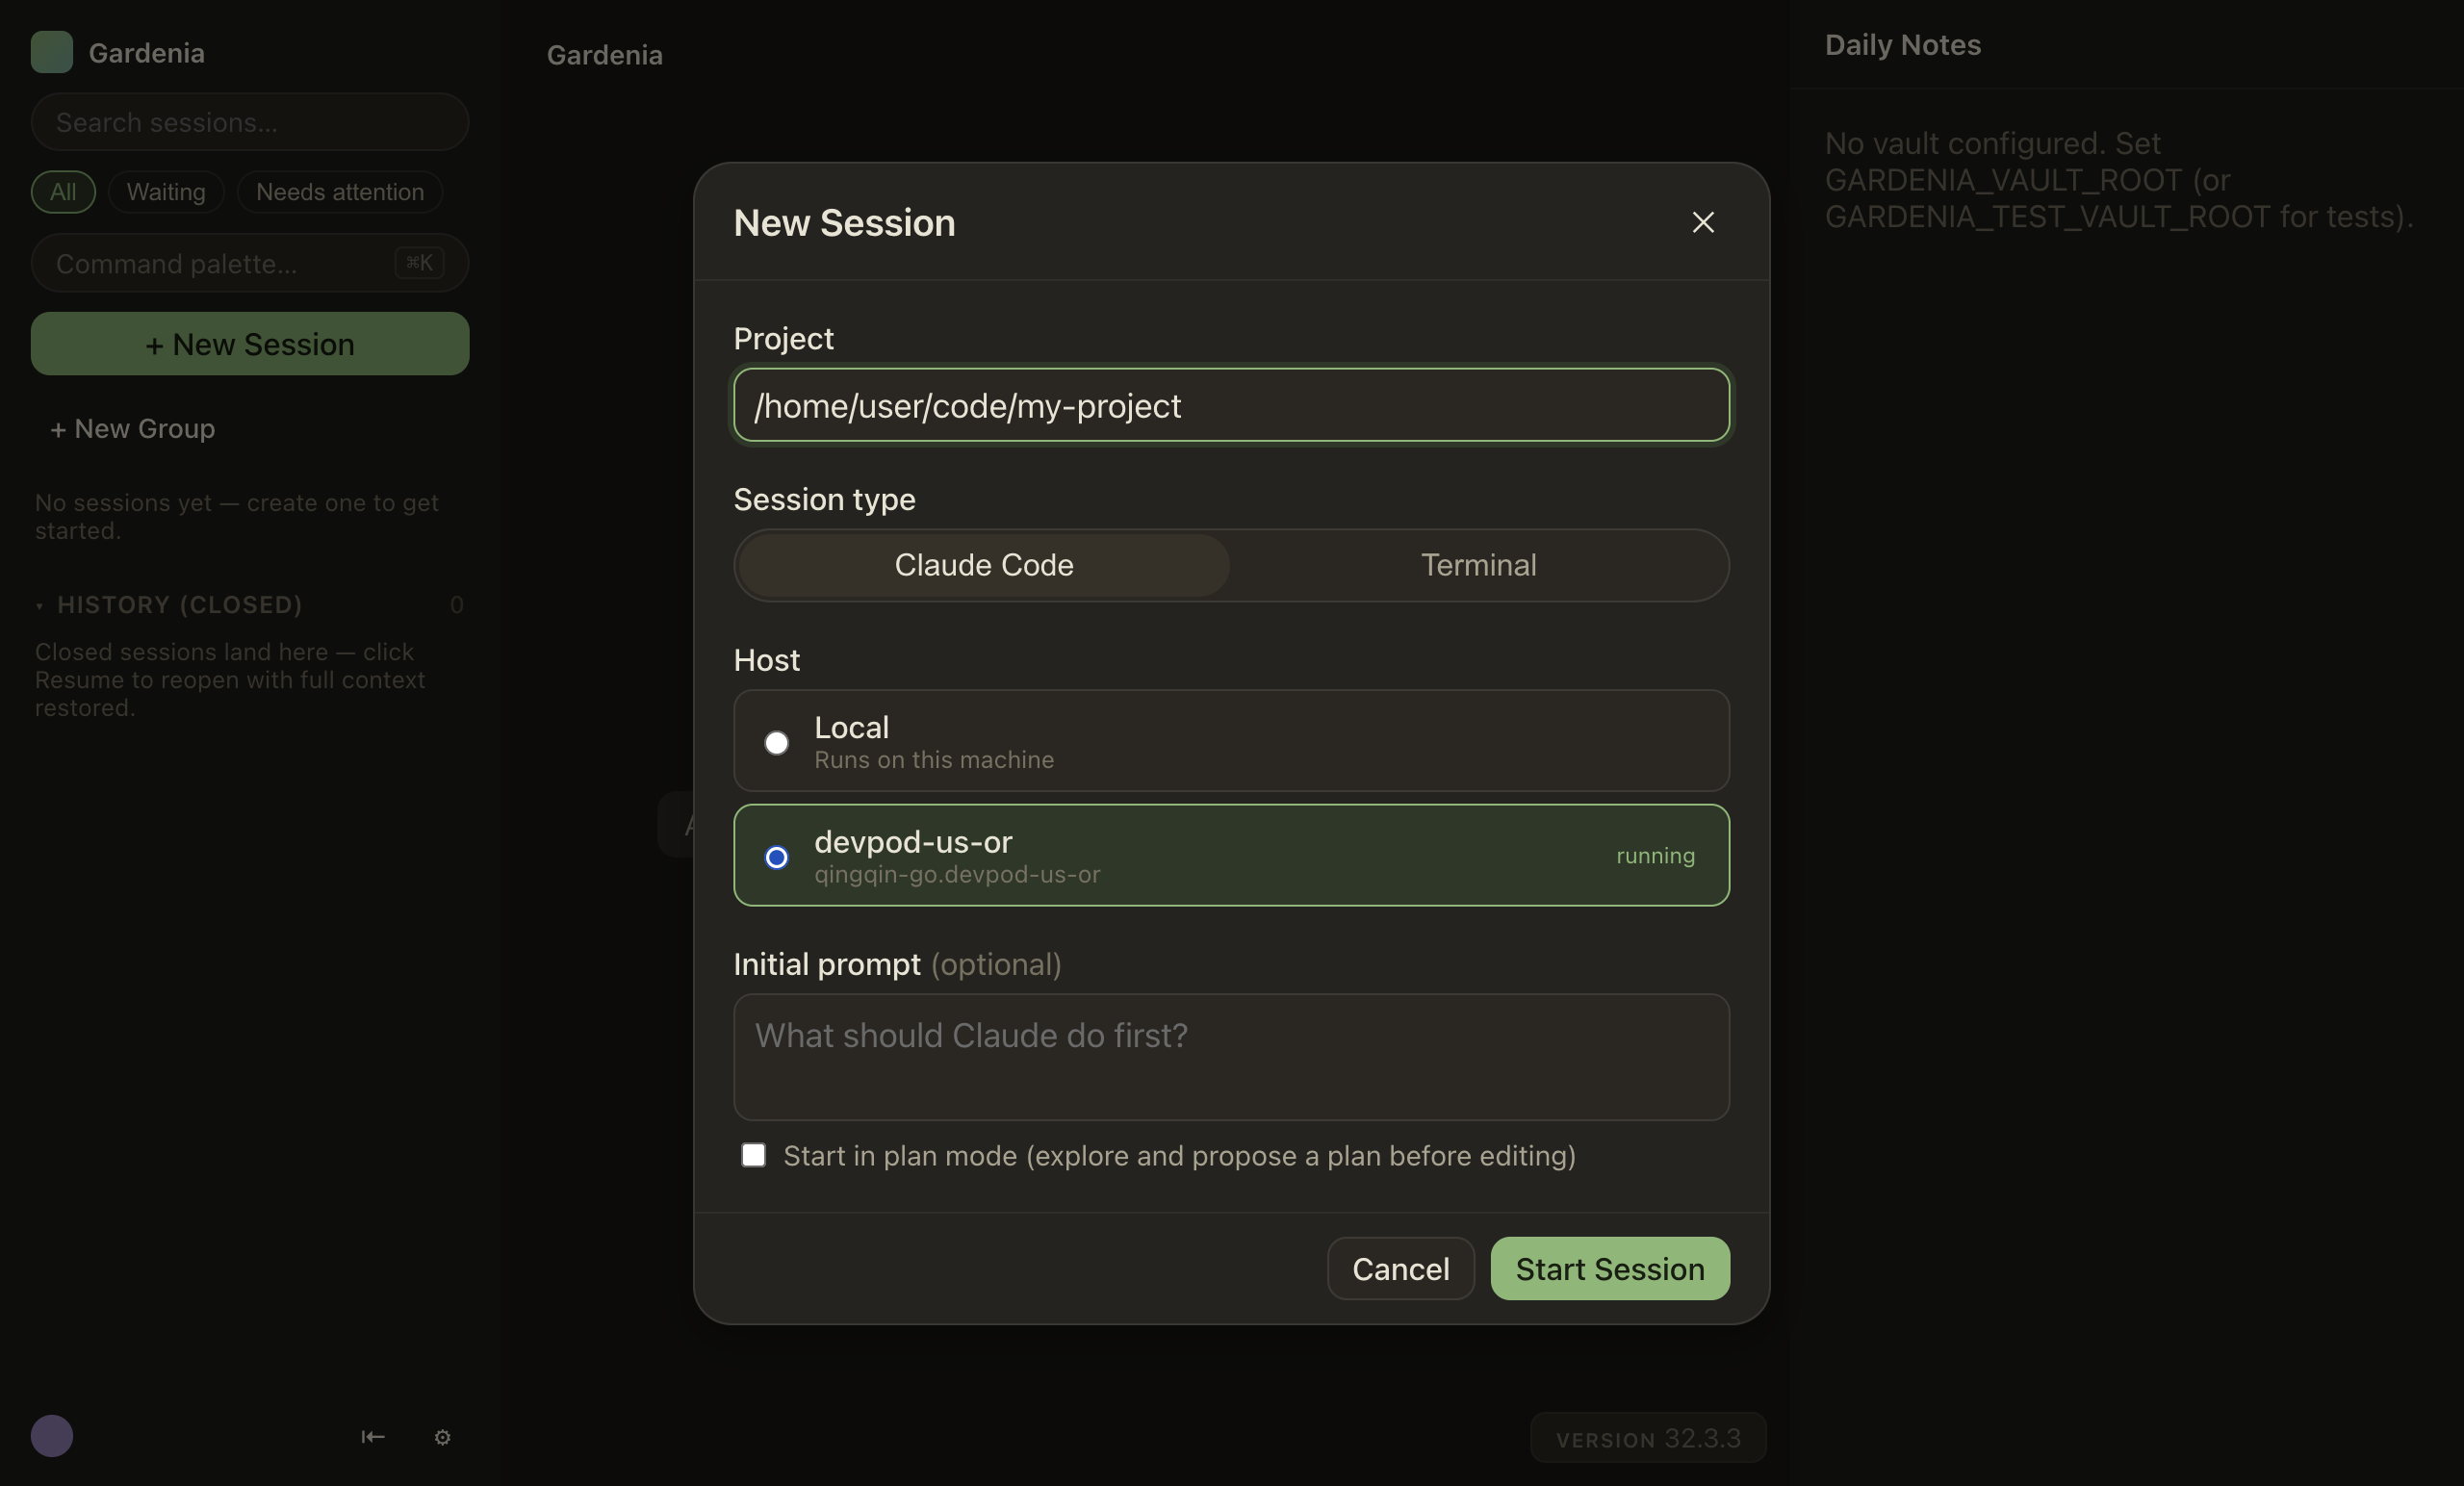 Gardenia
Search sessions...
All
Waiting
Needs attention
Command palette...
⌘K
+ New Session
+ New Group
No sessions yet — create one to get
started.
▾ HISTORY (CLOSED) 0
Closed sessions land here — click
Resume to reopen with full context
restored.
Gardenia
New Session
Project
/home/user/code/my-project
Session type
Claude Code
Terminal
Host
Local
Runs on this machine
devpod-us-or
qingqin-go.devpod-us-or
running
Initial prompt (optional)
What should Claude do first?
Start in plan mode (explore and propose a plan before editing)
Cancel
Start Session
VERSION 32.3.3
Daily Notes
No vault configured. Set
GARDENIA_VAULT_ROOT (or
GARDENIA_TEST_VAULT_ROOT for tests).